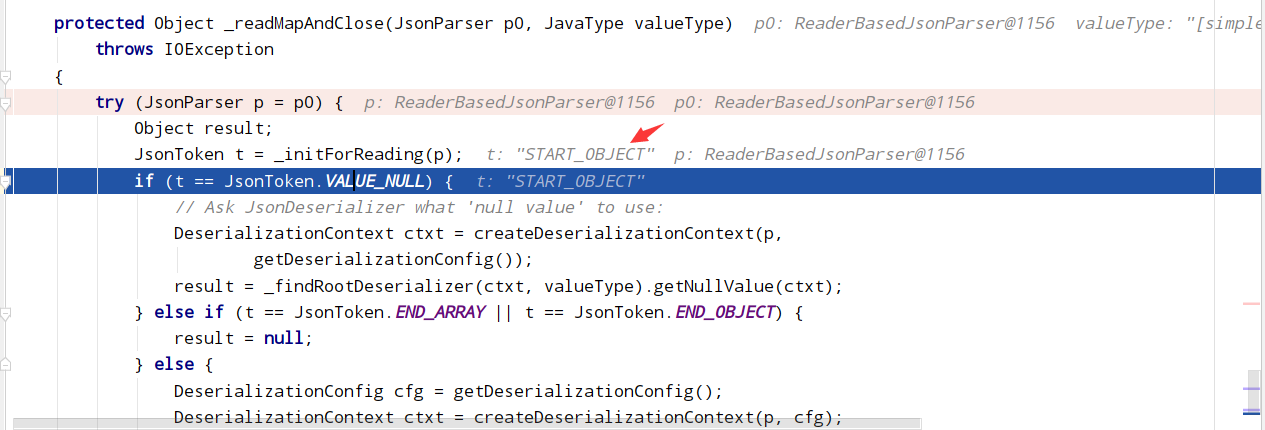 protected Object _readMapAndClose(JsonParser p0, JavaType valueType)  p0: ReaderBasedJsonParser@1156  valueType: "[simple
throws IOException
{
try (JsonParser p = p0) {  p: ReaderBasedJsonParser@1156  p0: ReaderBasedJsonParser@1156
Object result;
JsonToken t = _initForReading(p);  t: "START_OBJECT"  p: ReaderBasedJsonParser@1156
if (t == JsonToken.VALUE_NULL) {  t: "START_OBJECT"
// Ask JsonDeserializer what 'null value' to use:
DeserializationContext ctxt = createDeserializationContext(p,
getDeserializationConfig());
result = _findRootDeserializer(ctxt, valueType).getNullValue(ctxt);
} else if (t == JsonToken.END_ARRAY || t == JsonToken.END_OBJECT) {
result = null;
} else {
DeserializationConfig cfg = getDeserializationConfig();
DeserializationContext ctxt = createDeserializationContext(p, cfg);